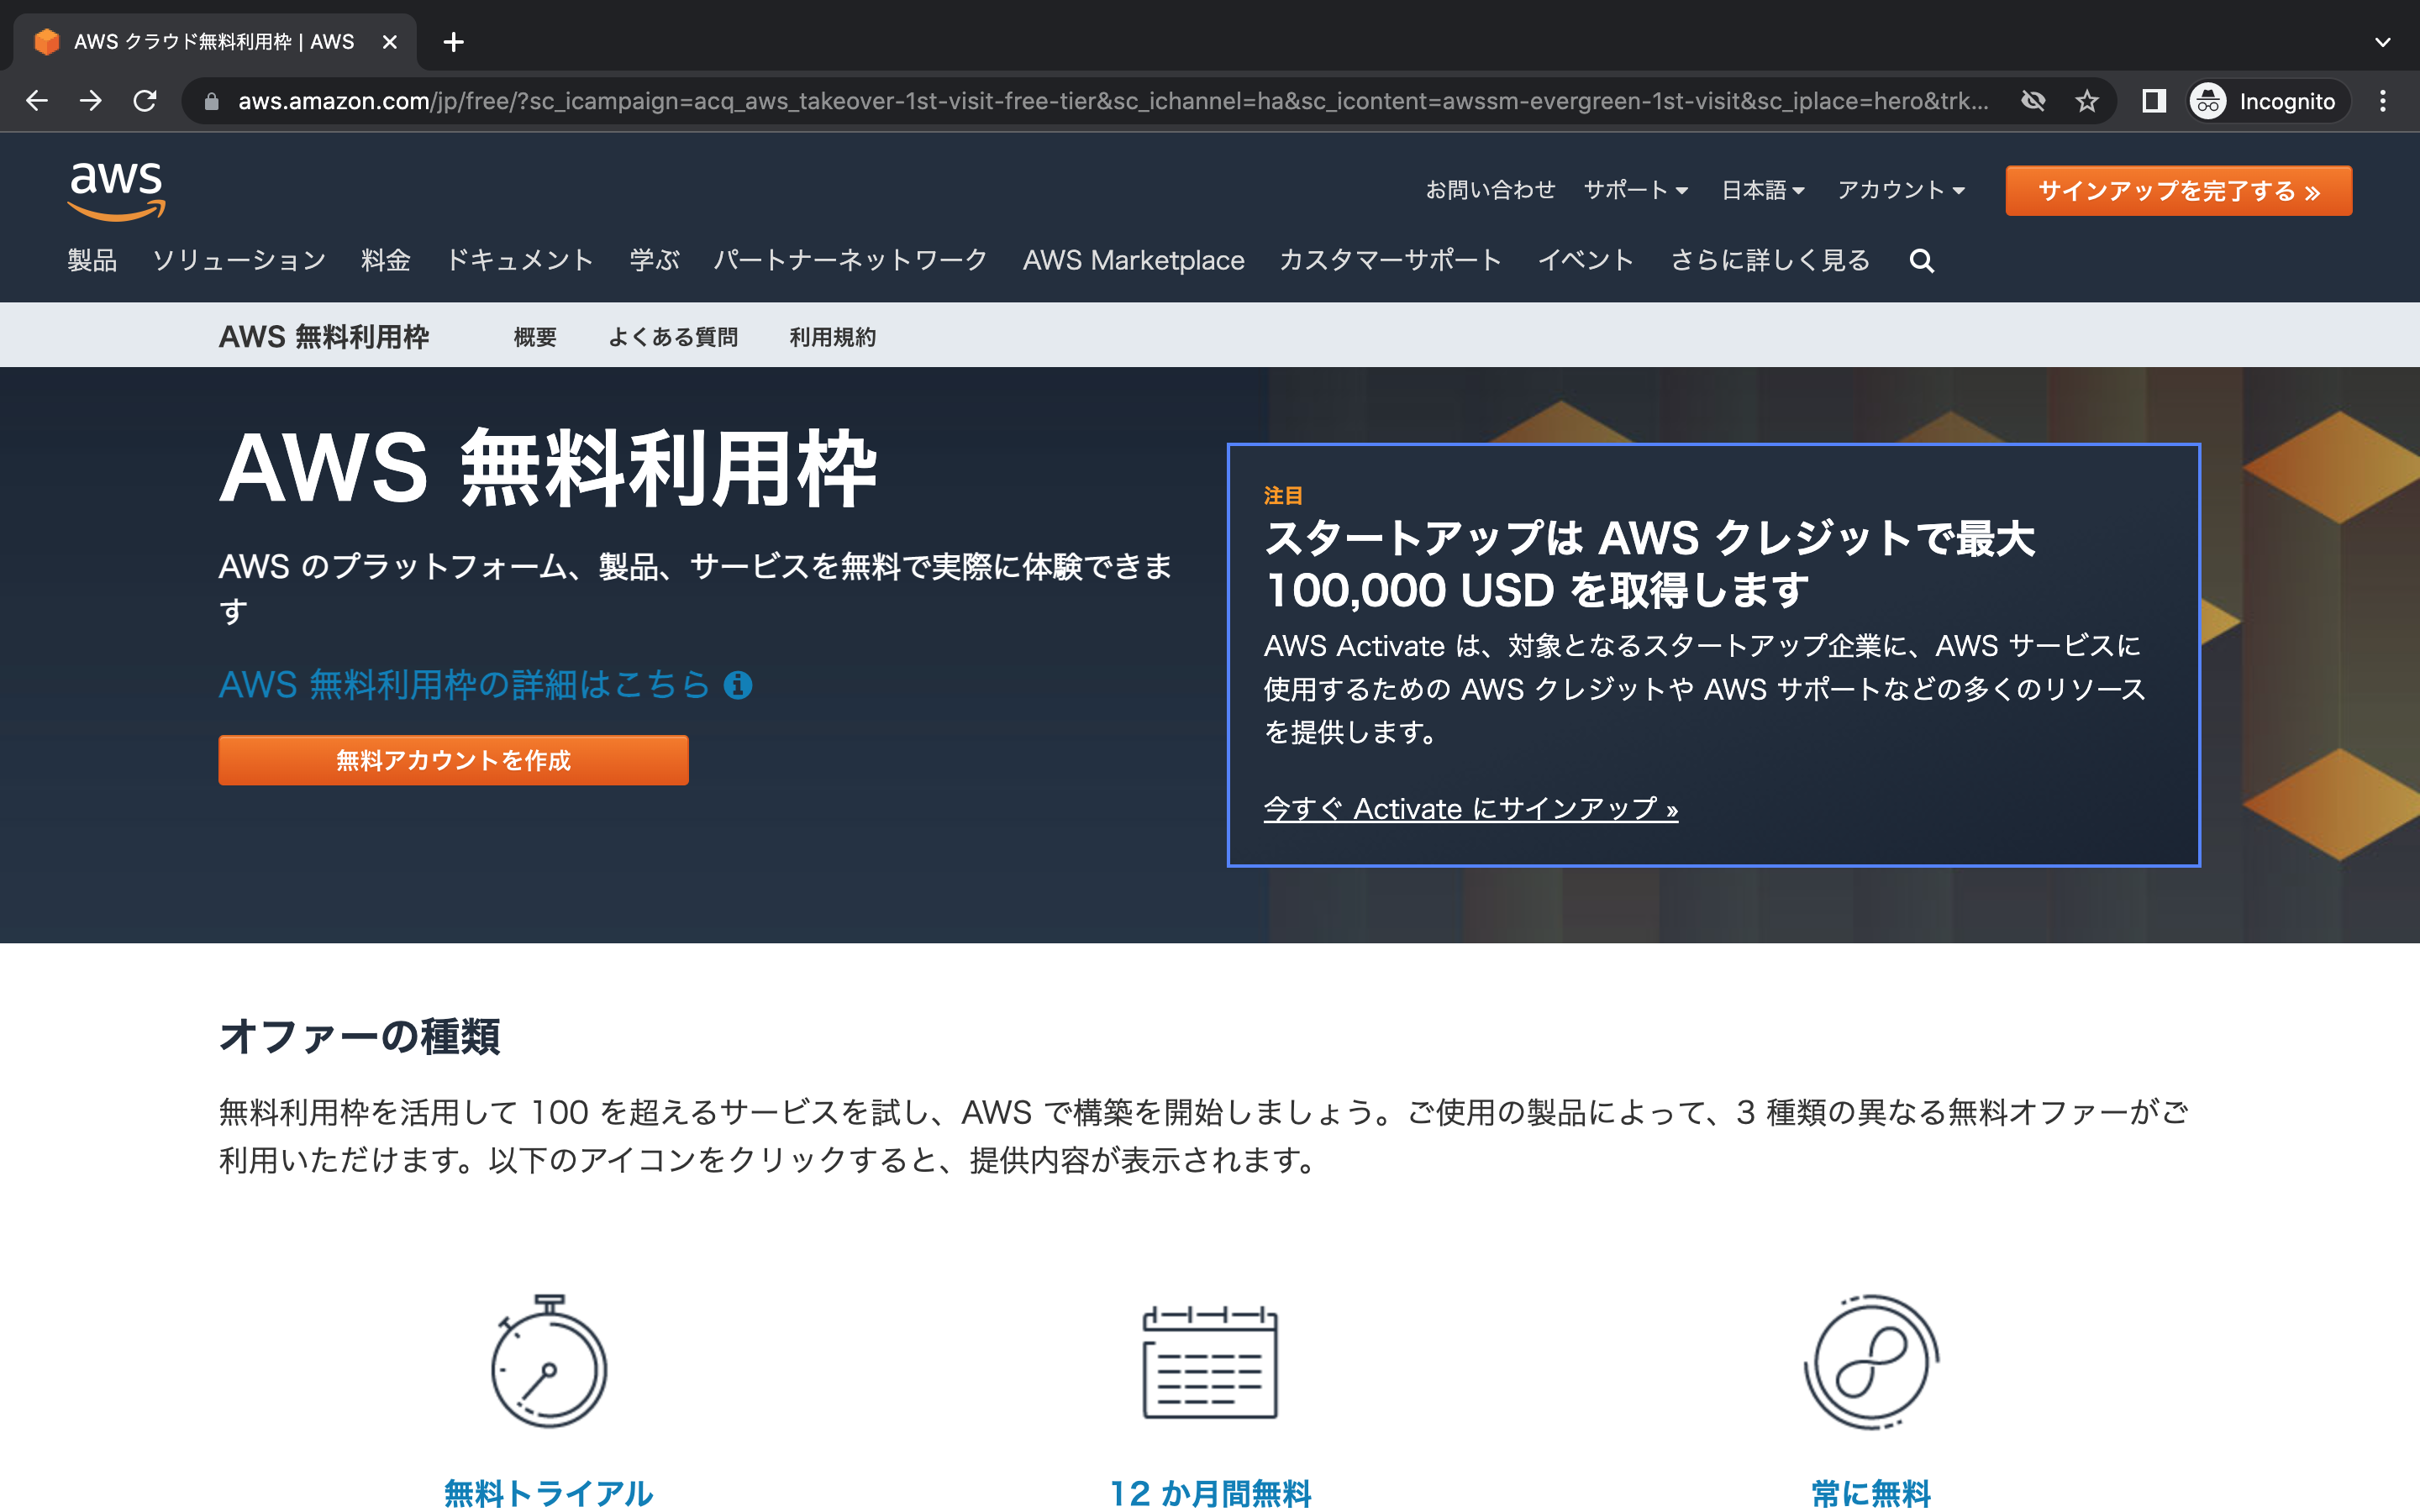 AWS クラウド無料利用枠 | AWS
aws.amazon.com/jp/free/?sc_icampaign=acq_aws_takeover-1st-visit-free-tier&sc_ichannel=ha&sc_icontent=awssm-evergreen-1st-visit&sc_iplace=hero&trk...
Incognito
aws
お問い合わせ サポート 日本語 アカウント サインアップを完了する »
製品 ソリューション 料金 ドキュメント 学ぶ パートナーネットワーク AWS Marketplace カスタマーサポート イベント さらに詳しく見る
AWS 無料利用枠 概要 よくある質問 利用規約
AWS 無料利用枠
AWS のプラットフォーム、製品、サービスを無料で実際に体験できま
す
AWS 無料利用枠の詳細はこちら
無料アカウントを作成
注目
スタートアップは AWS クレジットで最大
100,000 USD を取得します
AWS Activate は、対象となるスタートアップ企業に、AWS サービスに
使用するための AWS クレジットや AWS サポートなどの多くのリソース
を提供します。
今すぐ Activate にサインアップ »
オファーの種類
無料利用枠を活用して 100 を超えるサービスを試し、AWS で構築を開始しましょう。ご使用の製品によって、3 種類の異なる無料オファーがご
利用いただけます。以下のアイコンをクリックすると、提供内容が表示されます。
無料トライアル
12 か月間無料
常に無料